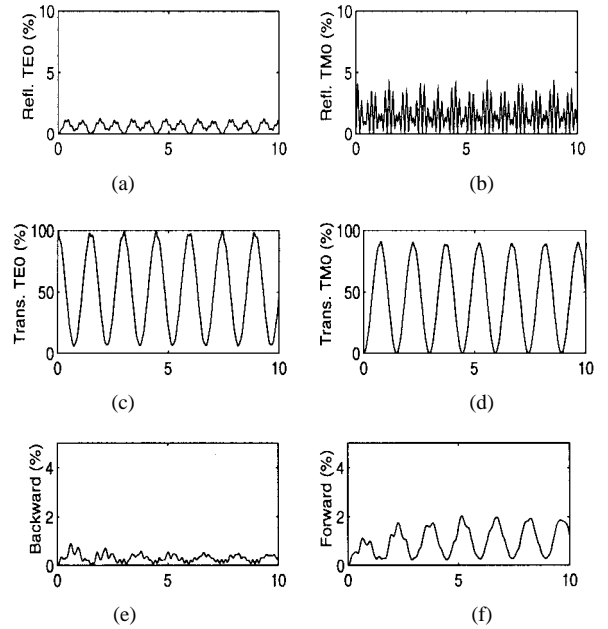 Refl. TE0 (%)
10
5
0
0 5 10
(a)
Refl. TM0 (%)
10
5
0
0 5 10
(b)
Trans. TE0 (%)
100
50
0
0 5 10
(c)
Trans. TM0 (%)
100
50
0
0 5 10
(d)
Backward (%)
4
2
0
0 5 10
(e)
Forward (%)
4
2
0
0 5 10
(f)